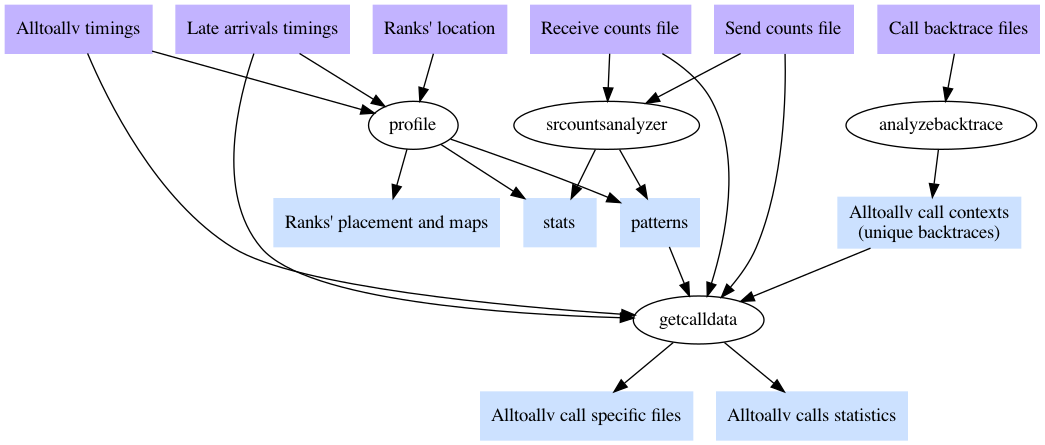 Alltoallv timings
Late arrivals timings
Ranks' location
Receive counts file
Send counts file
Call backtrace files
profile
srcountsanalyzer
analyzebacktrace
Ranks' placement and maps
stats
patterns
Alltoallv call contexts
(unique backtraces)
getcalldata
Alltoallv call specific files
Alltoallv calls statistics